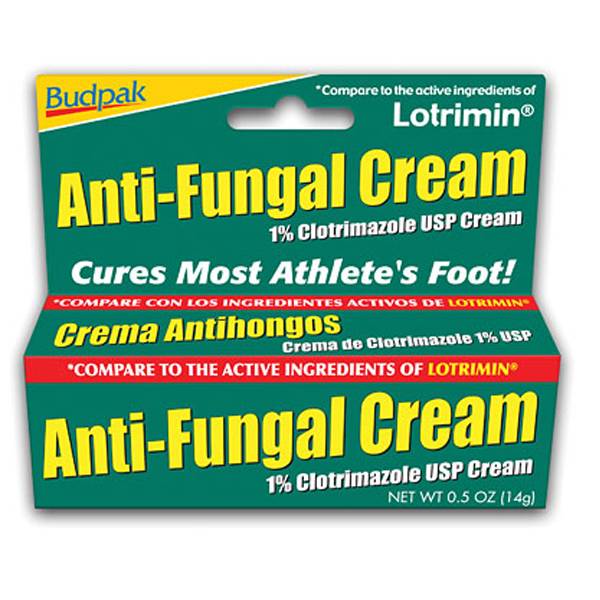 Budpak
*Compare to the active ingredients of
Lotrimin®
Anti-Fungal Cream
1% Clotrimazole USP Cream
Cures Most Athlete's Foot!
*COMPARE CON LOS INGREDIENTES ACTIVOS DE LOTRIMIN®
Crema Antihongos
Crema de Clotrimazole 1% USP
*COMPARE TO THE ACTIVE INGREDIENTS OF LOTRIMIN®
Anti-Fungal Cream
1% Clotrimazole USP Cream
NET WT 0.5 OZ (14g)